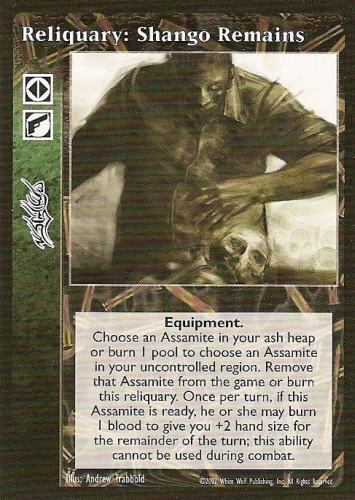 Reliquary: Shango Remains
Equipment.
Choose an Assamite in your ash heap
or burn 1 pool to choose an Assamite
in your uncontrolled region. Remove
that Assamite from the game or burn
this reliquary. Once per turn, if this
Assamite is ready, he or she may burn
1 blood to give you +2 hand size for
the remainder of the turn; this ability
cannot be used during combat.
Illus: Andrew Trabbold
©2007 White Wolf Publishing, Inc. All Rights Reserved.